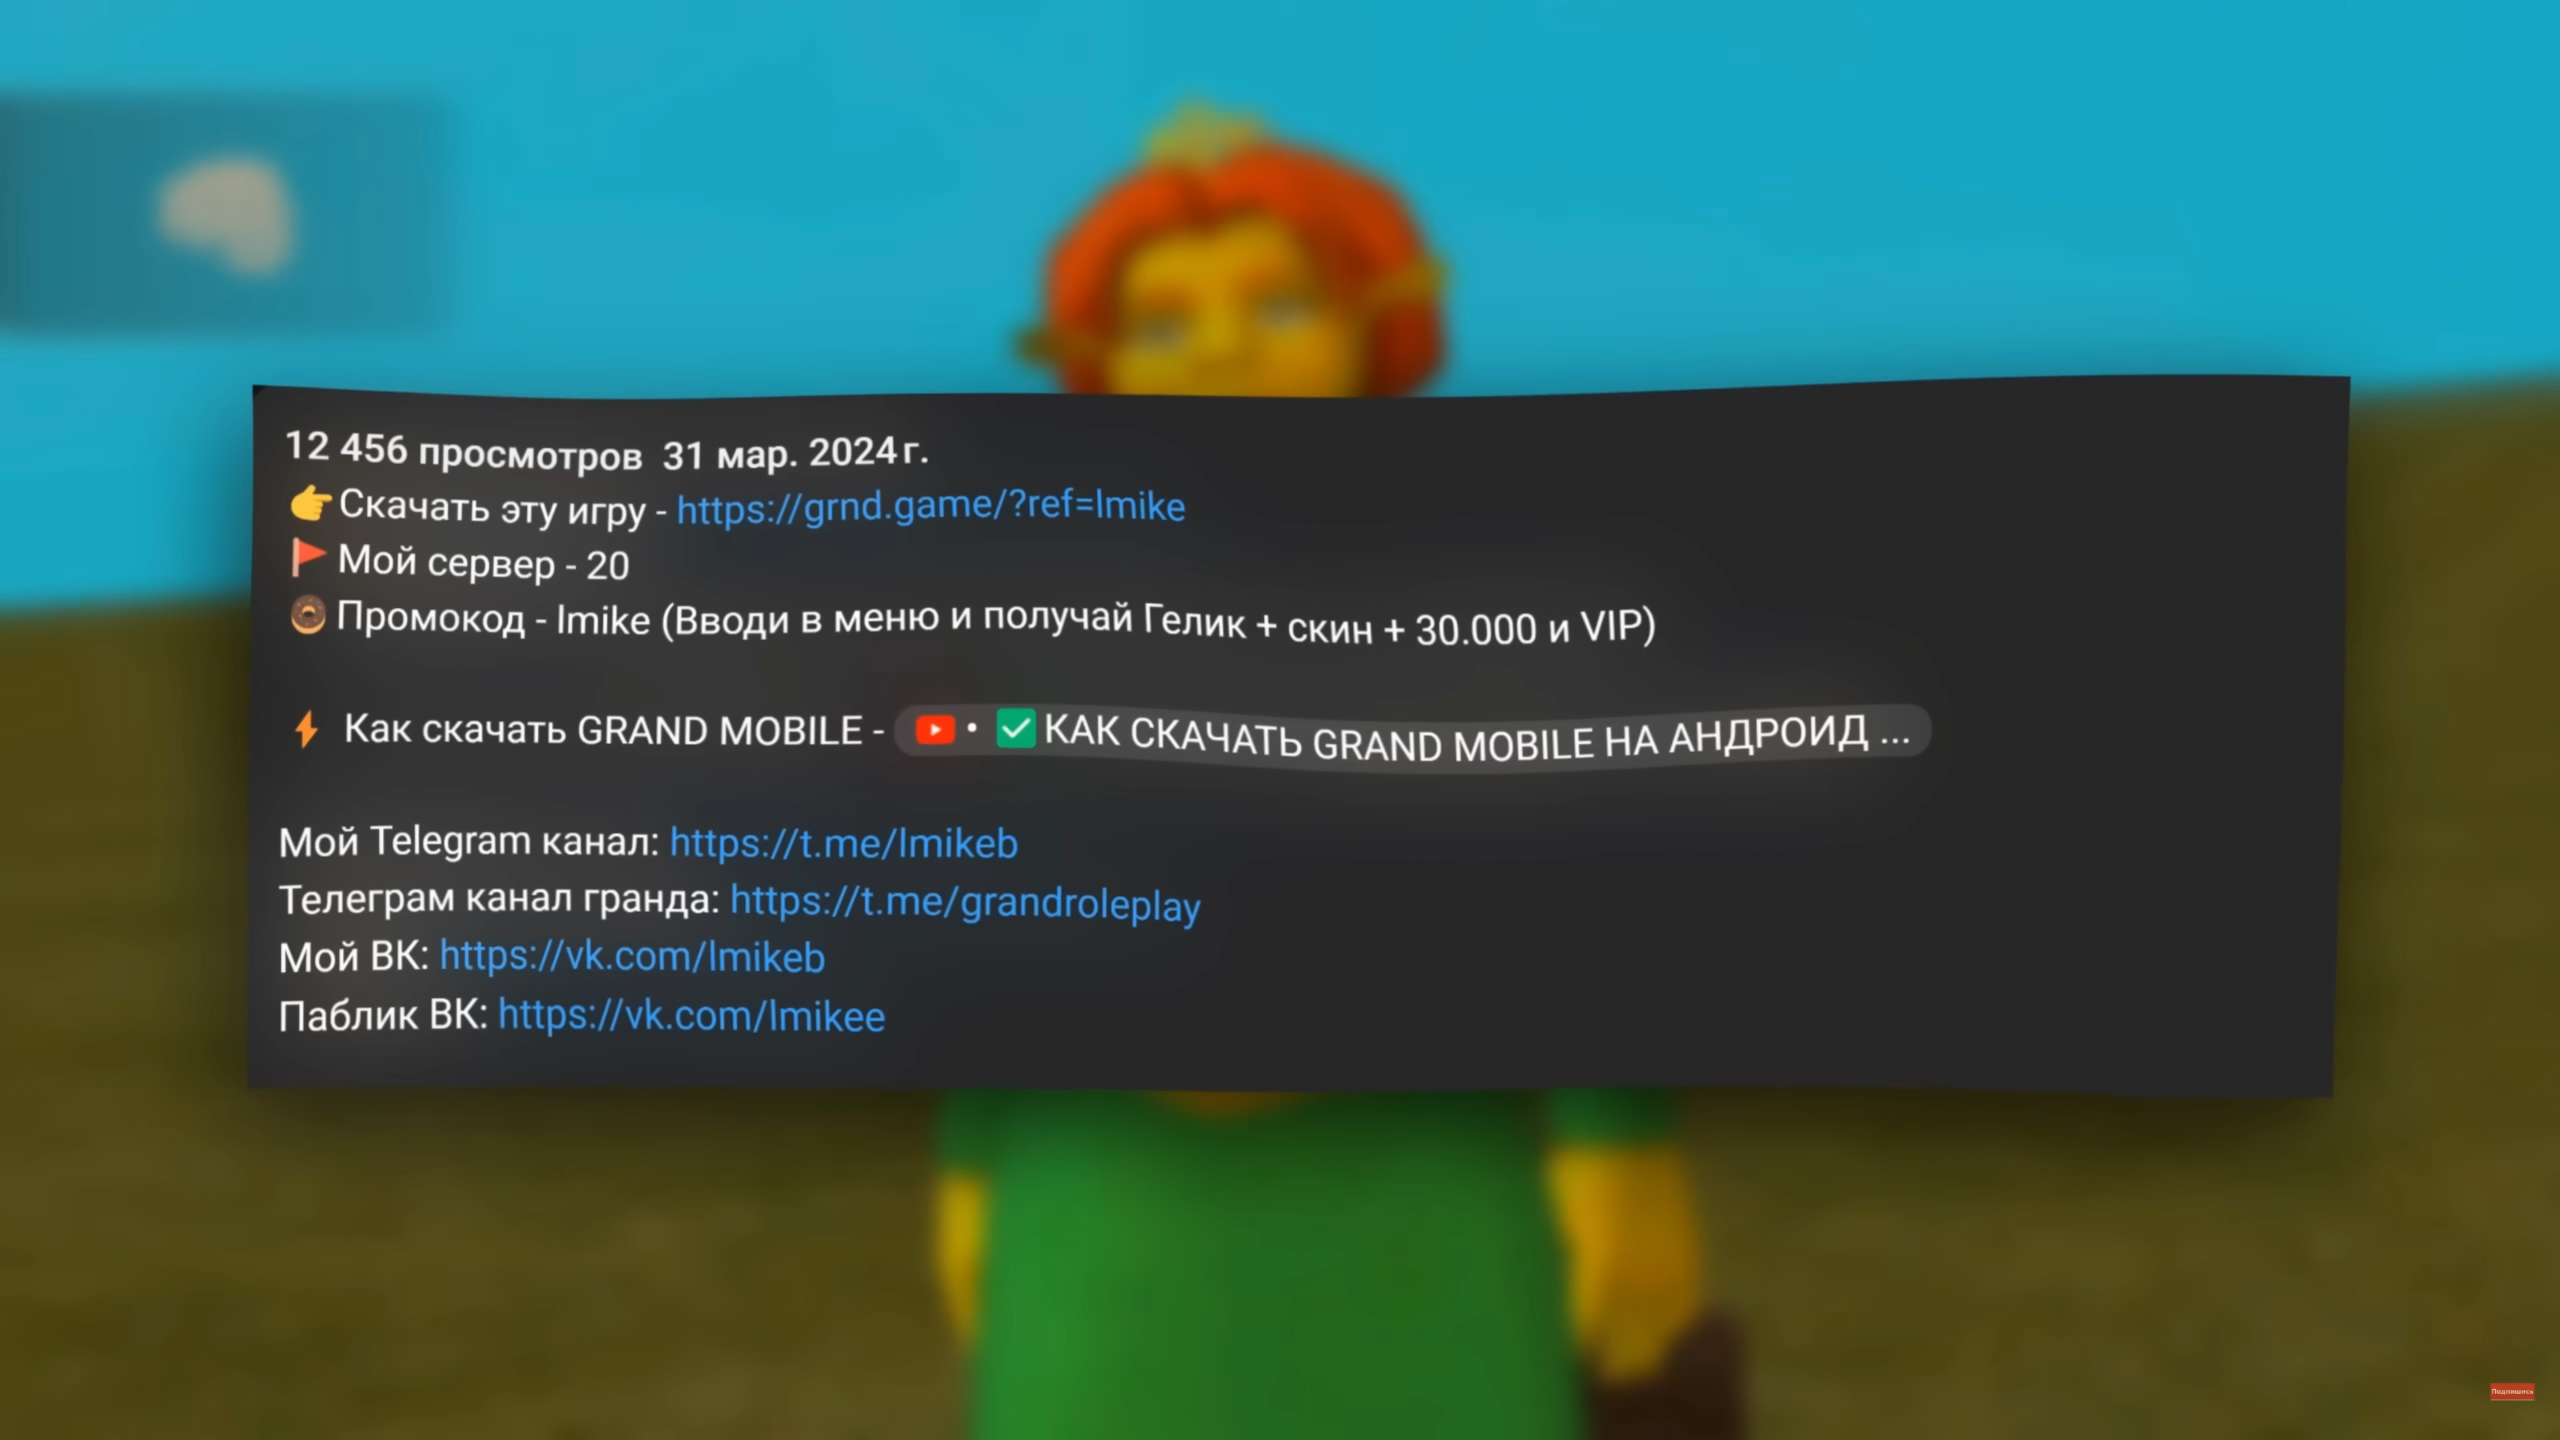 12 456 просмотров 31 мар. 2024 г.
👉Скачать эту игру - https://grnd.game/?ref=lmike
🚩Мой сервер - 20
🍩Промокод - lmike (Вводи в меню и получай Гелик + скин + 30.000 и VIP)
⚡ Как скачать GRAND MOBILE - • ✅КАК СКАЧАТЬ GRAND MOBILE НА АНДРОИД ...
Мой Telegram канал: https://t.me/lmikeb
Телеграм канал гранда: https://t.me/grandroleplay
Мой ВК: https://vk.com/lmikeb
Паблик ВК: https://vk.com/lmikee
Подпишись